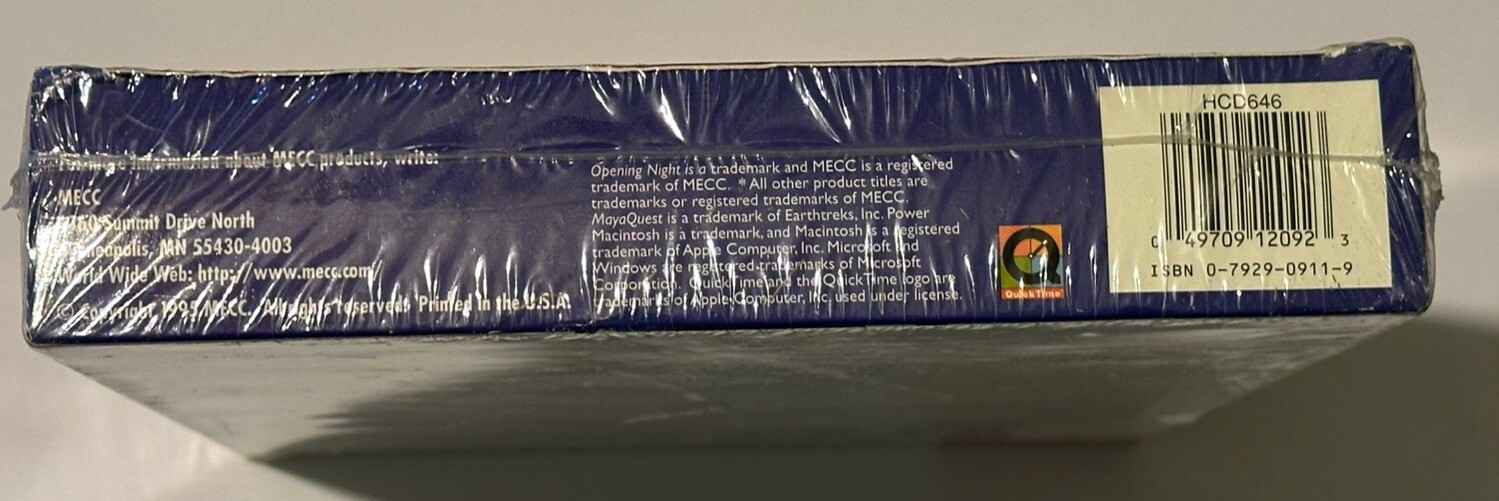 For more information about MECC products, write:
MECC
Summit Drive North
MN 55430-4003
World Wide Web: http://www.mecc.com
© Copyright 1995 MECC. All rights reserved. Printed in the U.S.A.
Opening Night is a trademark and MECC is a registered
trademark of MECC. * All other product titles are
trademarks or registered trademarks of MECC.
MayaQuest is a trademark of Earthtreks, Inc. Power
Macintosh is a trademark, and Macintosh is a registered
trademark of Apple Computer, Inc. Microsoft and
Windows are registered trademarks of Microsoft
Corporation. QuickTime and the QuickTime logo are
trademarks of Apple Computer, Inc. used under license.
QuickTime™
HCD646
0 49709 12092 3
ISBN 0-7929-0911-9